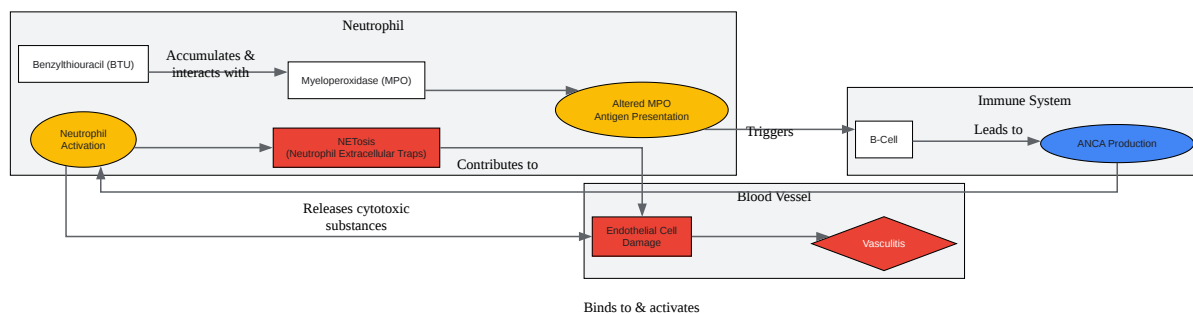 Neutrophil
Benzylthiouracil (BTU)
Accumulates &
interacts with
Myeloperoxidase (MPO)
Altered MPO
Antigen Presentation
Neutrophil
Activation
NETosis
(Neutrophil Extracellular Traps)
Contributes to
Triggers
Immune System
B-Cell
Leads to
ANCA Production
Releases cytotoxic
substances
Blood Vessel
Endothelial Cell
Damage
Vasculitis
Binds to & activates